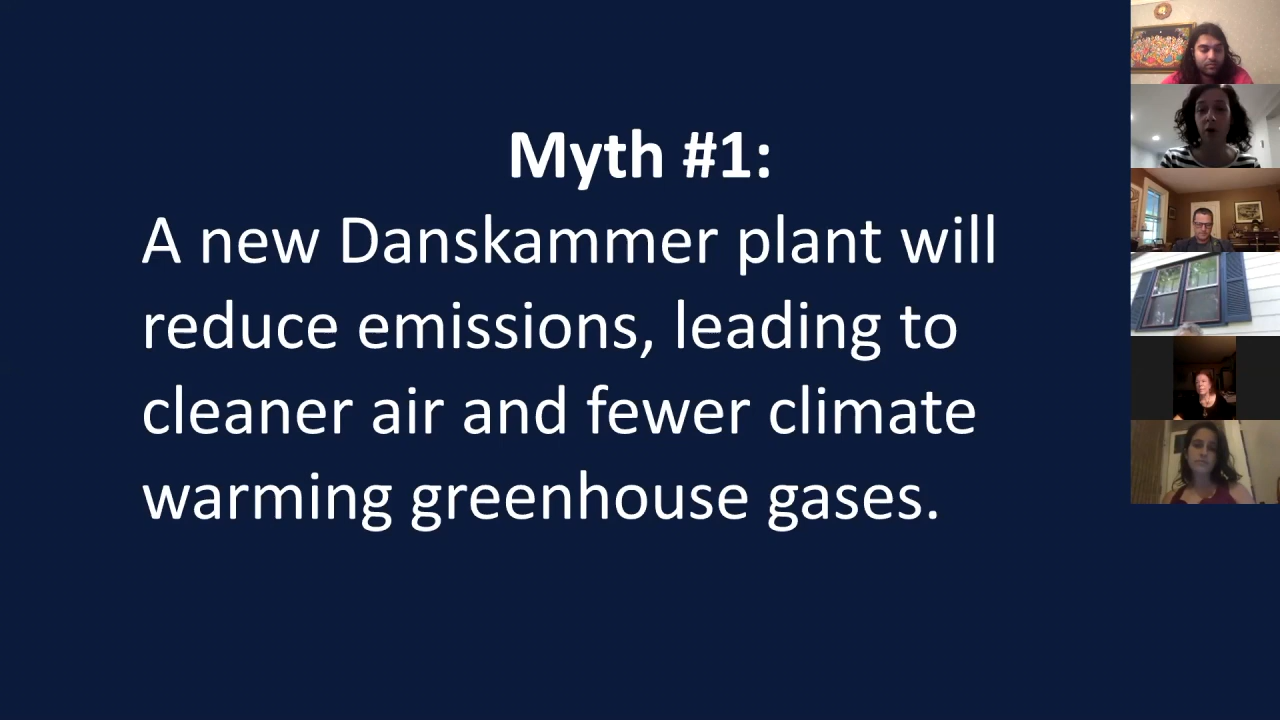 Myth #1:
A new Danskammer plant will
reduce emissions, leading to
cleaner air and fewer climate
warming greenhouse gases.